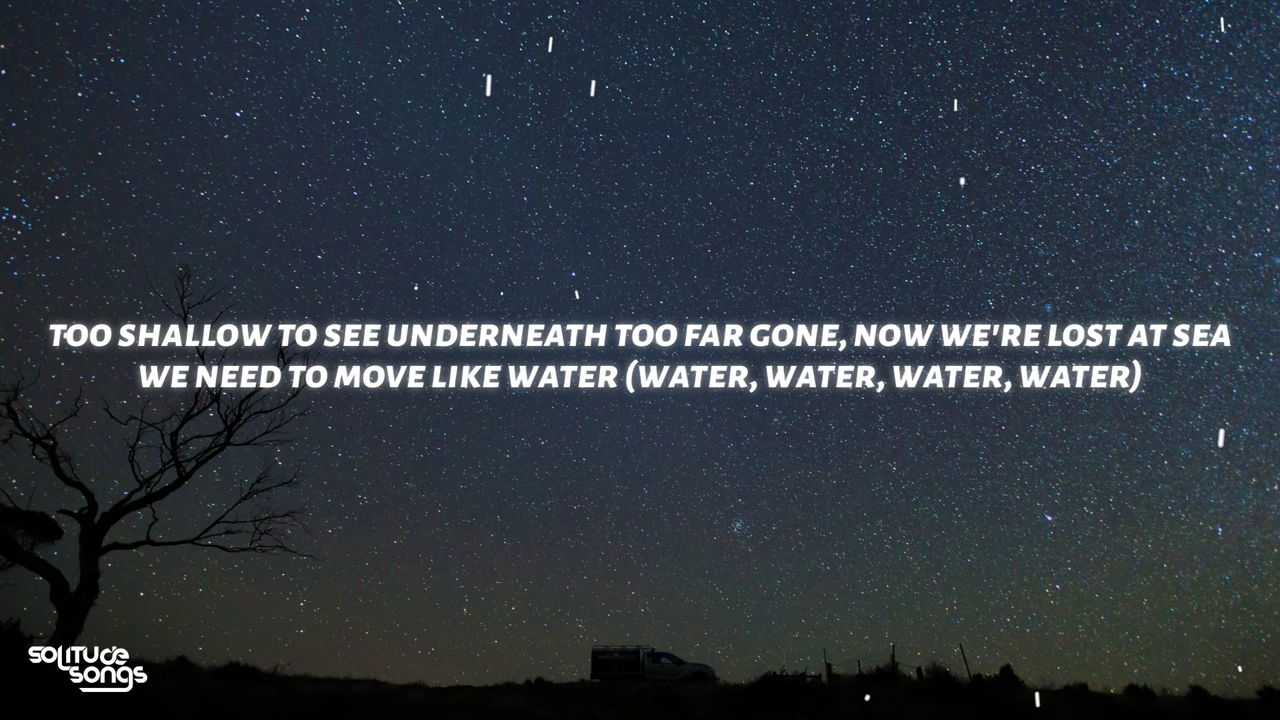 TOO SHALLOW TO SEE UNDERNEATH TOO FAR GONE, NOW WE'RE LOST AT SEA
WE NEED TO MOVE LIKE WATER (WATER, WATER, WATER, WATER)
solitude
songs